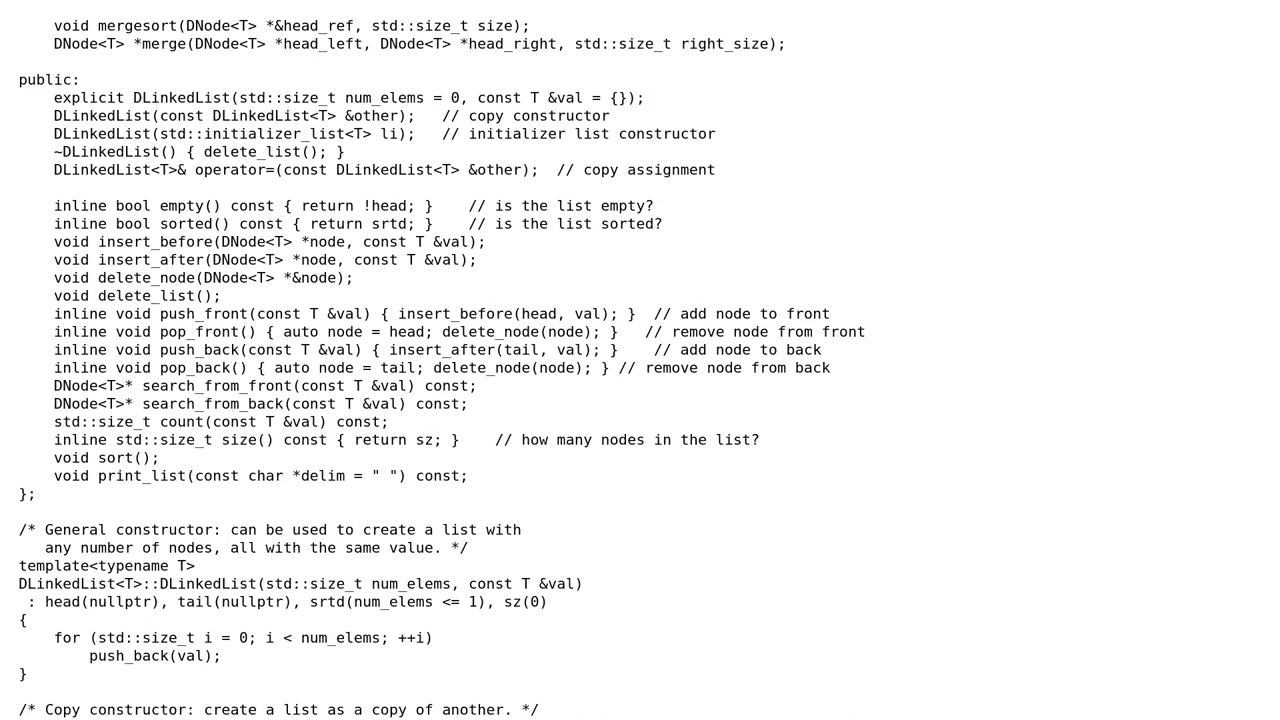 void mergesort(DNode<T> *&head_ref, std::size_t size);
    DNode<T> *merge(DNode<T> *head_left, DNode<T> *head_right, std::size_t right_size);

public:
    explicit DLinkedList(std::size_t num_elems = 0, const T &val = {});
    DLinkedList(const DLinkedList<T> &other);   // copy constructor
    DLinkedList(std::initializer_list<T> li);   // initializer list constructor
    ~DLinkedList() { delete_list(); }
    DLinkedList<T>& operator=(const DLinkedList<T> &other);  // copy assignment

    inline bool empty() const { return !head; }    // is the list empty?
    inline bool sorted() const { return srtd; }    // is the list sorted?
    void insert_before(DNode<T> *node, const T &val);
    void insert_after(DNode<T> *node, const T &val);
    void delete_node(DNode<T> *&node);
    void delete_list();
    inline void push_front(const T &val) { insert_before(head, val); }  // add node to front
    inline void pop_front() { auto node = head; delete_node(node); }   // remove node from front
    inline void push_back(const T &val) { insert_after(tail, val); }    // add node to back
    inline void pop_back() { auto node = tail; delete_node(node); } // remove node from back
    DNode<T>* search_from_front(const T &val) const;
    DNode<T>* search_from_back(const T &val) const;
    std::size_t count(const T &val) const;
    inline std::size_t size() const { return sz; }    // how many nodes in the list?
    void sort();
    void print_list(const char *delim = " ") const;
};

/* General constructor: can be used to create a list with
   any number of nodes, all with the same value. */
template<typename T>
DLinkedList<T>::DLinkedList(std::size_t num_elems, const T &val)
 : head(nullptr), tail(nullptr), srtd(num_elems <= 1), sz(0)
{
    for (std::size_t i = 0; i < num_elems; ++i)
        push_back(val);
}

/* Copy constructor: create a list as a copy of another. */